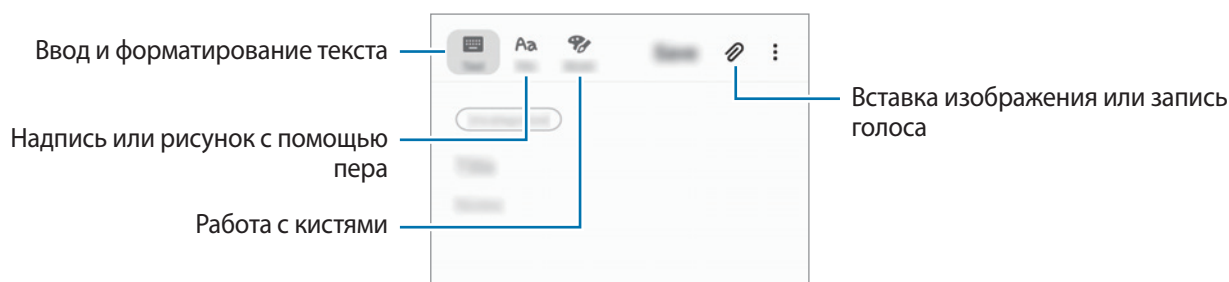 Ввод и форматирование текста
Aa
Надпись или рисунок с помощью
пера
Работа с кистями
Вставка изображения или запись
голоса